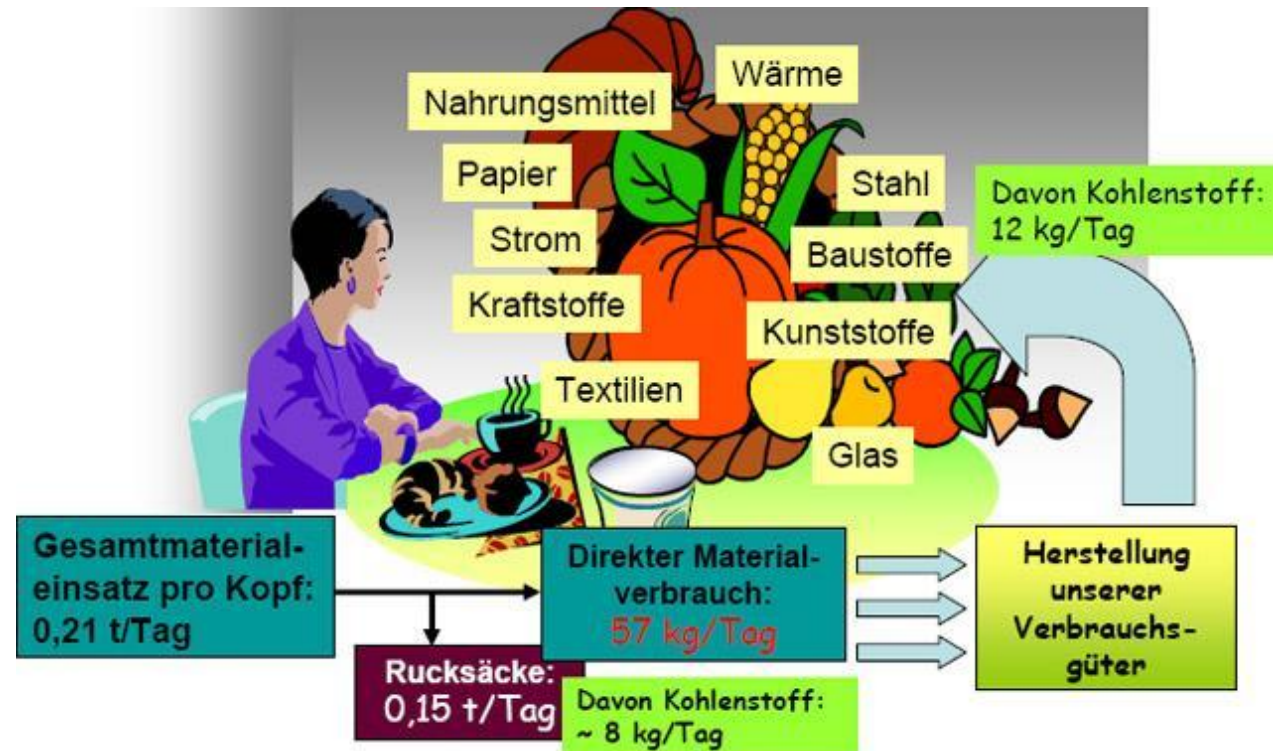 Wärme
Nahrungsmittel
Papier
Stahl
Davon Kohlenstoff:
12 kg/Tag
Strom
Baustoffe
Kraftstoffe
Kunststoffe
Textilien
Glas
Gesamtmaterial-
einsatz pro Kopf:
0,21 t/Tag
Direkter Material-
verbrauch:
57 kg/Tag
Herstellung
unserer
Verbrauchs-
güter
Rucksäcke:
0,15 t/Tag
Davon Kohlenstoff:
~ 8 kg/Tag